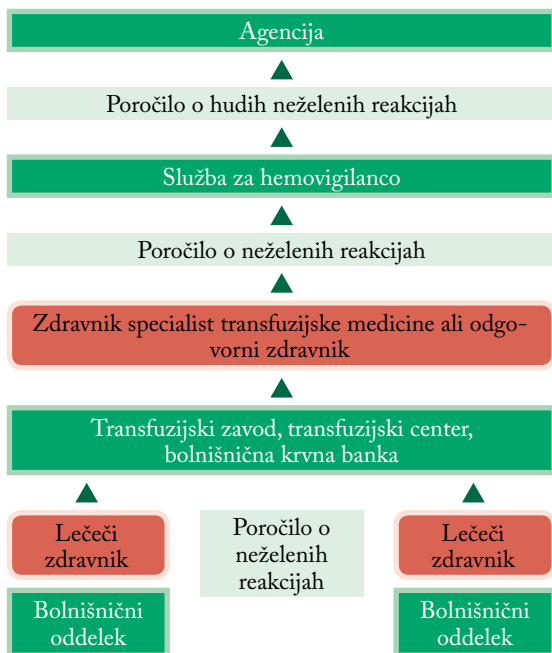 Agencija
Poročilo o hudih neželenih reakcijah
Služba za hemovigilanco
Poročilo o neželenih reakcijah
Zdravnik specialist transfuzijske medicine ali odgo-
vorni zdravnik
Transfuzijski zavod, transfuzijski center,
bolnišnična krvna banka
Lečeči
zdravnik
Poročilo o
neželenih
reakcijah
Lečeči
zdravnik
Bolnišnični
oddelek
Bolnišnični
oddelek